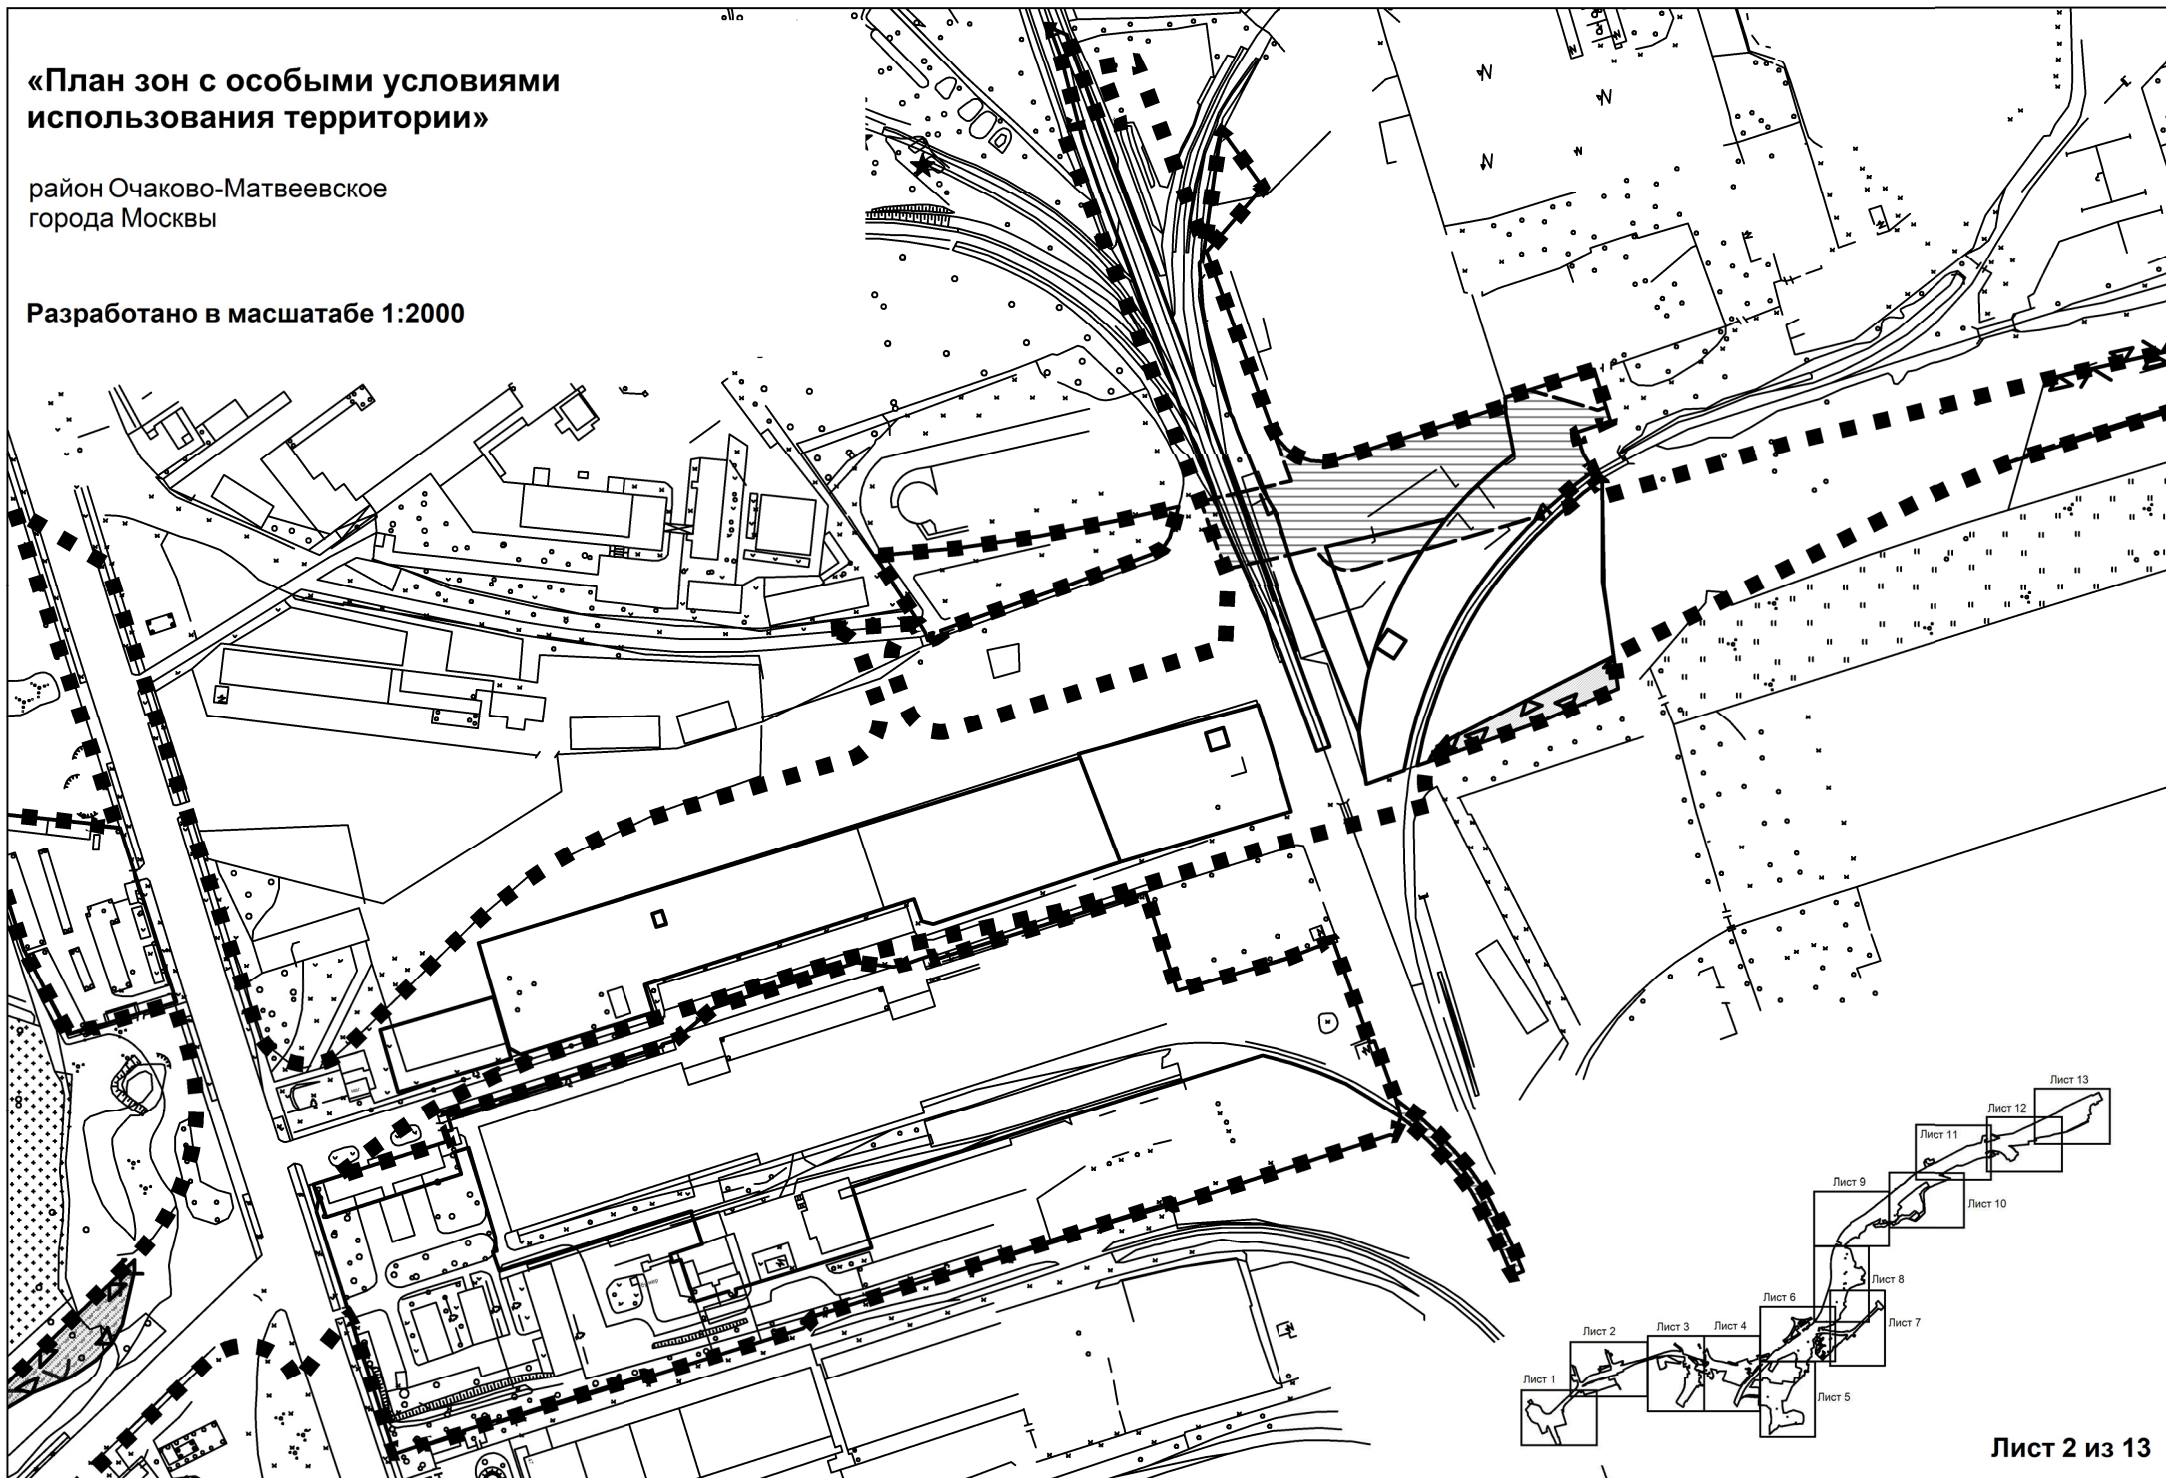 «План зон с особыми условиями
использования территории»
район Очаково-Матвеевское
города Москвы
Разработано в масштабе 1:2000
Лист 13
Лист 12
Лист 11
Лист 9
Лист 10
Лист 8
Лист 6
Лист 7
Лист 2
Лист 3
Лист 4
Лист 1
Лист 5
Лист 2 из 13